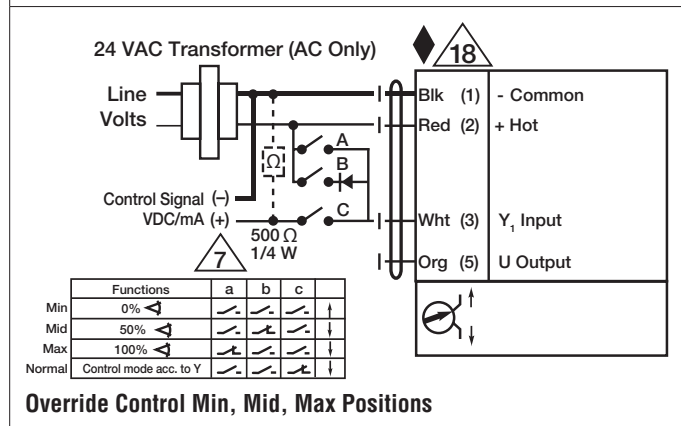 24 VAC Transformer (AC Only)
18
Line
Volts
Blk (1) - Common
Red (2) + Hot
A
Ω
B
Control Signal (–)
VDC/mA (+)
C
Wht (3) Y1 Input
500 Ω
1/4 W
7
Org (5) U Output
Functions a b c
Min 0%
Mid 50%
Max 100%
Normal Control mode acc. to Y
Override Control Min, Mid, Max Positions